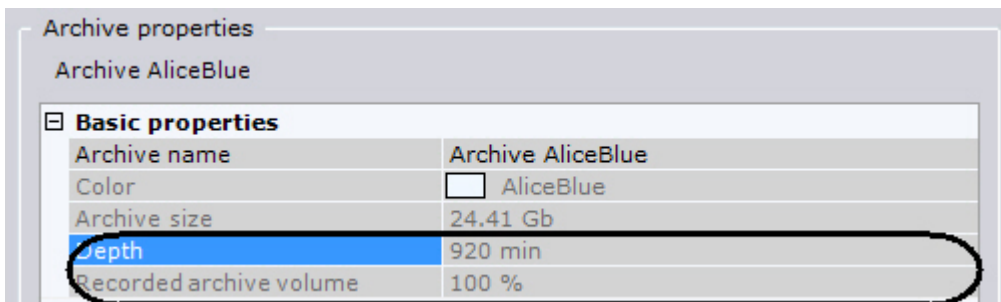 Archive properties
Archive AliceBlue
Basic properties
Archive name Archive AliceBlue
Color AliceBlue
Archive size 24.41 Gb
Depth 920 min
Recorded archive volume 100 %